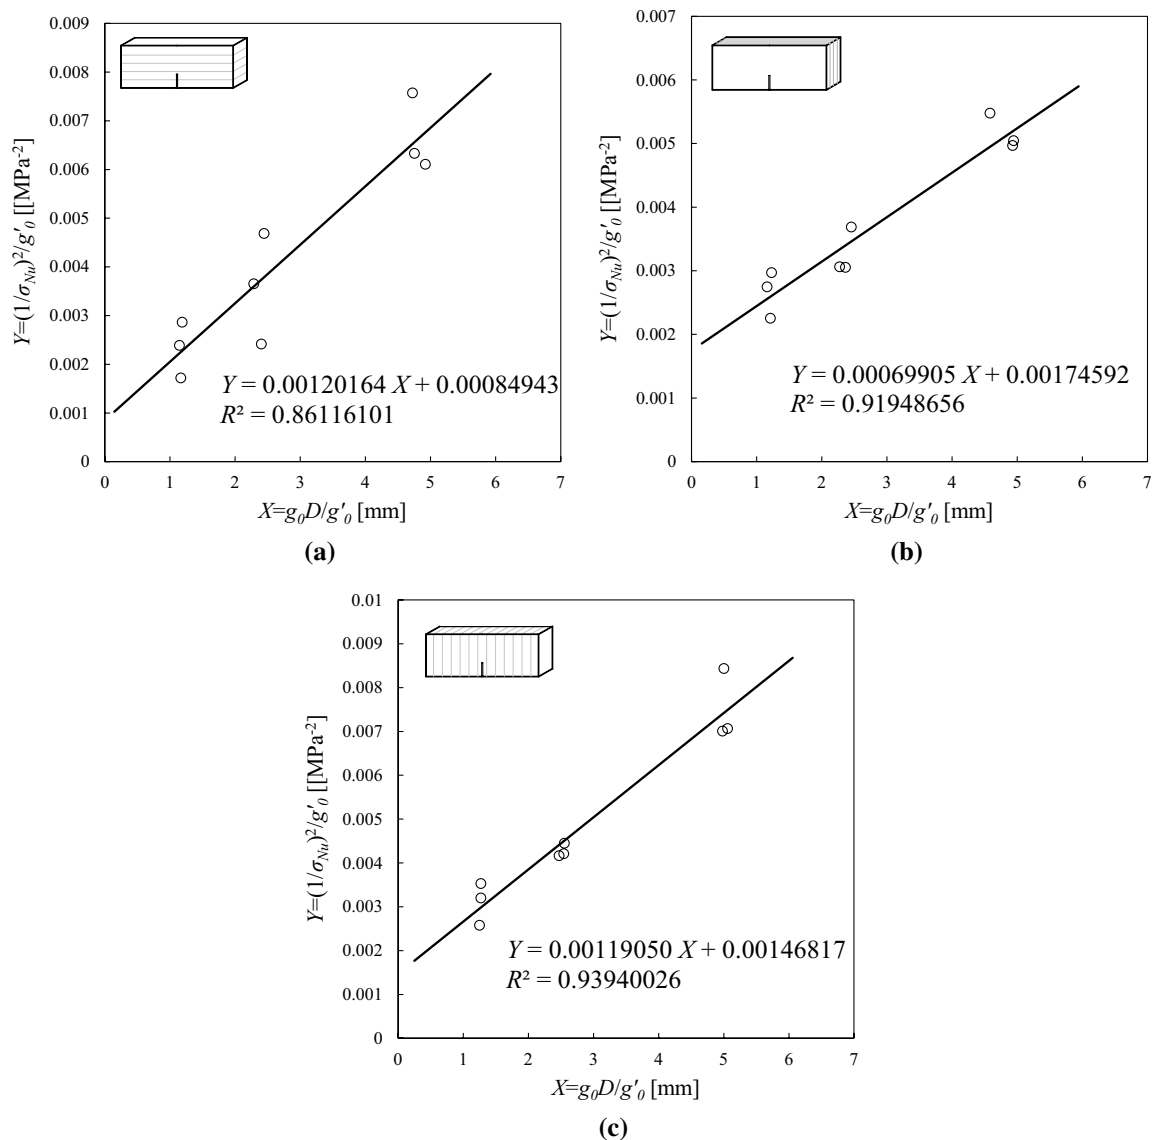 0.009
0.008
0.007
0.006
0.005
0.004
0.003
0.002
0.001
0
Y=(1/σNu)²/g′0 [[MPa-2]
Y = 0.00120164 X + 0.00084943
R² = 0.86116101
0 1 2 3 4 5 6 7
X=g0D/g′0 [mm]
(a)
0.007
0.006
0.005
0.004
0.003
0.002
0.001
0
Y=(1/σNu)²/g′0 [[MPa-2]
Y = 0.00069905 X + 0.00174592
R² = 0.91948656
0 1 2 3 4 5 6 7
X=g0D/g′0 [mm]
(b)
0.01
0.009
0.008
0.007
0.006
0.005
0.004
0.003
0.002
0.001
0
Y=(1/σNu)²/g′0 [[MPa-2]
Y = 0.00119050 X + 0.00146817
R² = 0.93940026
0 1 2 3 4 5 6 7
X=g0D/g′0 [mm]
(c)